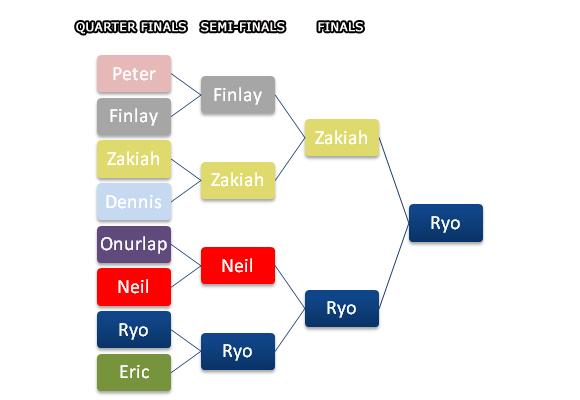 QUARTER FINALS SEMI-FINALS FINALS
Peter
Finlay
Zakiah
Dennis
Onurlap
Neil
Ryo
Eric
Finlay
Zakiah
Neil
Ryo
Zakiah
Ryo
Ryo